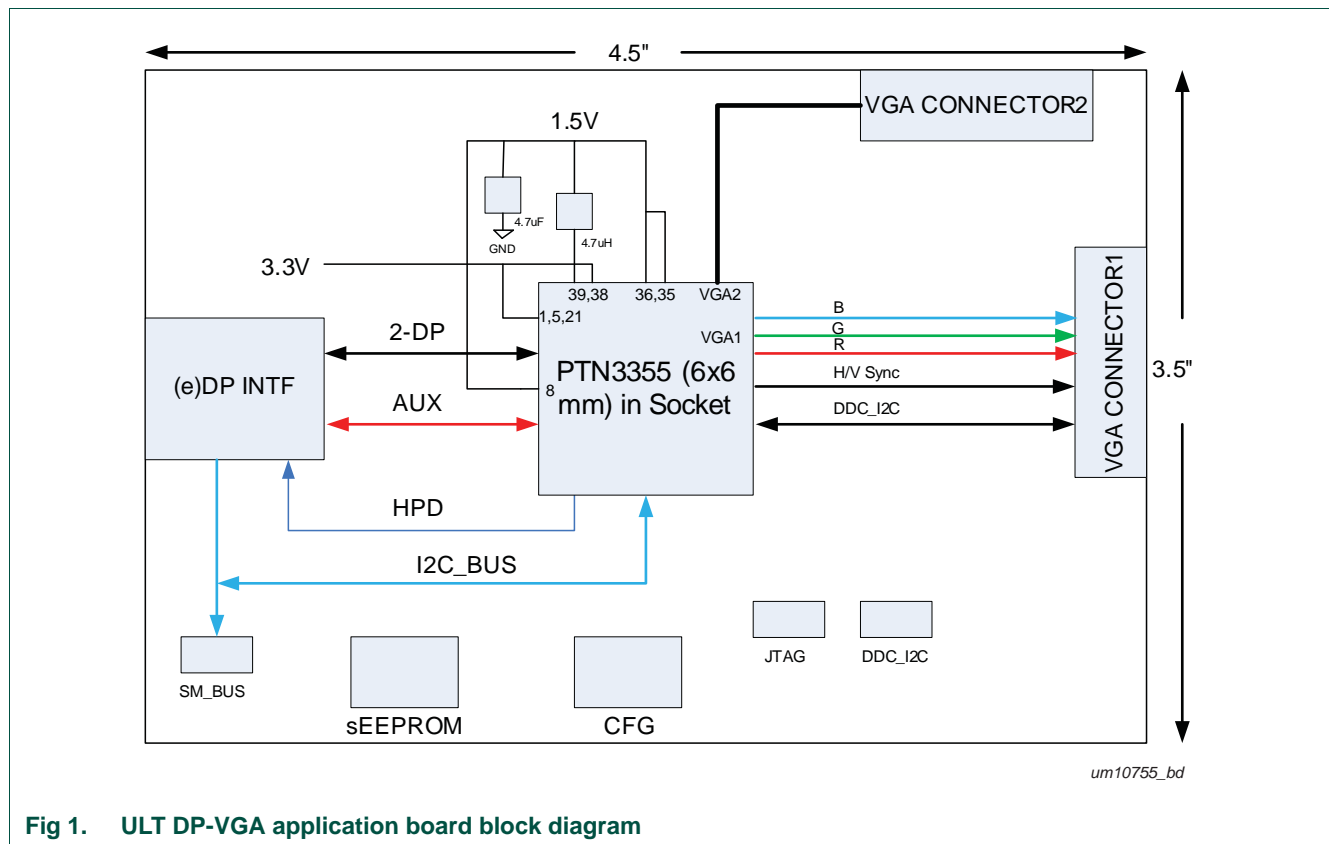 4.5"
VGA CONNECTOR2
1.5V
4.7uF
GND
4.7uH
3.3V
39,38
36,35
VGA2
1,5,21
VGA1
B
G
R
H/V Sync
DDC_I2C
VGA CONNECTOR1
3.5"
2-DP
(e)DP INTF
PTN3355 (6x6
mm) in Socket
8
AUX
HPD
I2C_BUS
SM_BUS
sEEPROM
CFG
JTAG
DDC_I2C
um10755_bd
Fig 1. ULT DP-VGA application board block diagram